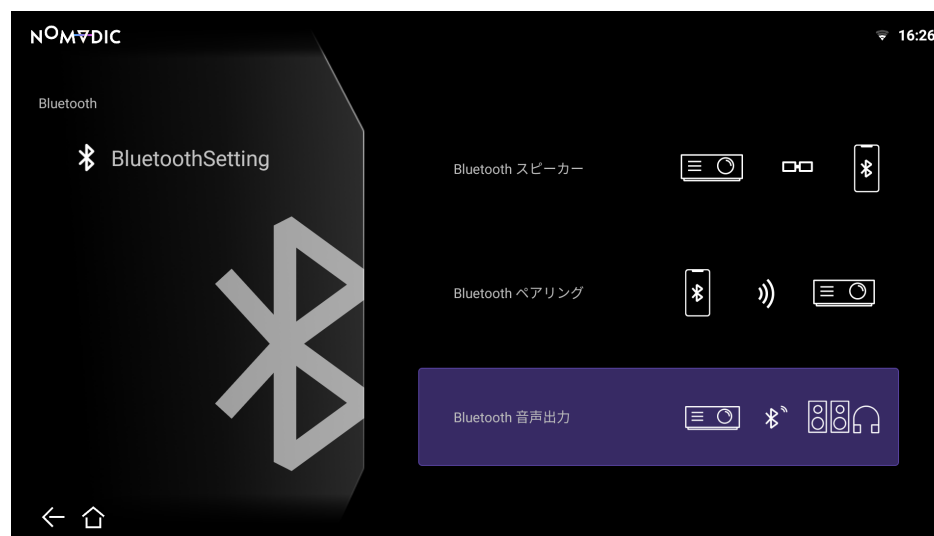 NOMADIC
16:26
Bluetooth
BluetoothSetting
Bluetooth スピーカー
Bluetooth ペアリング
Bluetooth 音声出力